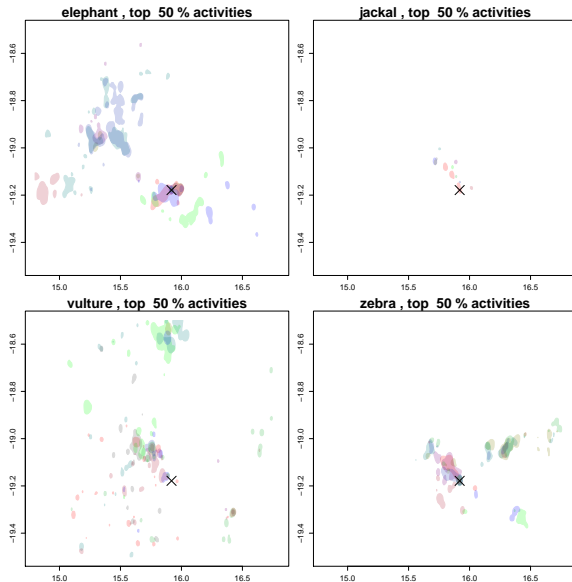 elephant , top 50 % activities
−18.6
−18.8
−19.0
−19.2
−19.4
15.0 15.5 16.0 16.5
jackal , top 50 % activities
−18.6
−18.8
−19.0
−19.2
−19.4
15.0 15.5 16.0 16.5
vulture , top 50 % activities
−18.6
−18.8
−19.0
−19.2
−19.4
15.0 15.5 16.0 16.5
zebra , top 50 % activities
−18.6
−18.8
−19.0
−19.2
−19.4
15.0 15.5 16.0 16.5